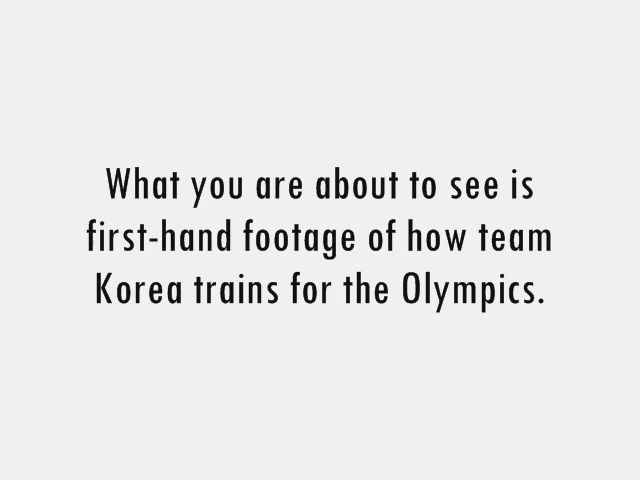 What you are about to see is
first-hand footage of how team
Korea trains for the Olympics.